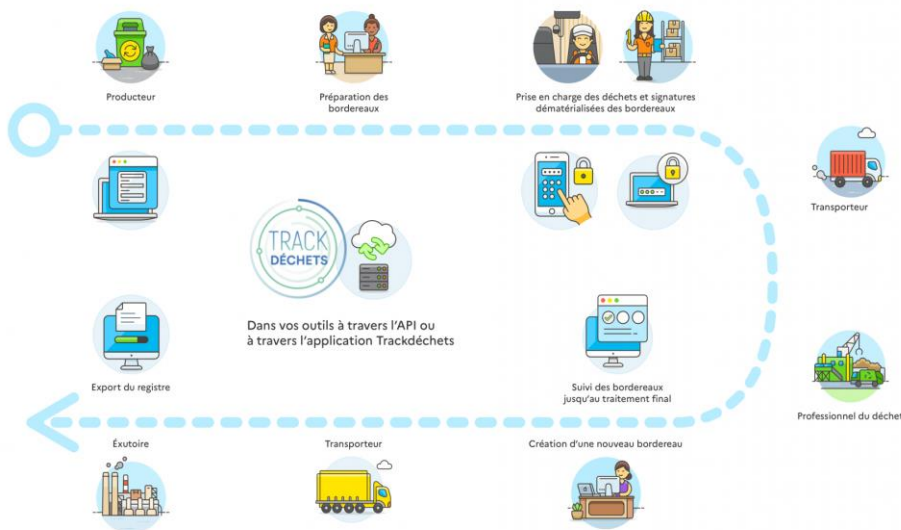 Producteur
Préparation des
bordereaux
Prise en charge des déchets et signatures
dématérialisées des bordereaux
Transporteur
TRACK
DÉCHETS
Dans vos outils à travers l'API ou
à travers l'application Trackdéchets
Export du registre
Suivi des bordereaux
jusqu'au traitement final
Professionnel du déchet
Éxutoire
Transporteur
Création d'une nouveau bordereau